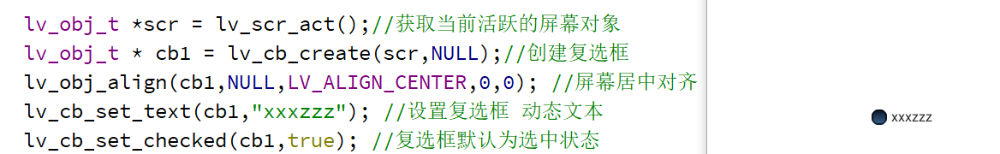 lv_obj_t *scr = lv_scr_act();//获取当前活跃的屏幕对象
lv_obj_t * cb1 = lv_cb_create(scr,NULL);//创建复选框
lv_obj_align(cb1,NULL,LV_ALIGN_CENTER,0,0); //屏幕居中对齐
lv_cb_set_text(cb1,"xxxzzz"); //设置复选框 动态文本
lv_cb_set_checked(cb1,true); //复选框默认为选中状态
xxxzzz